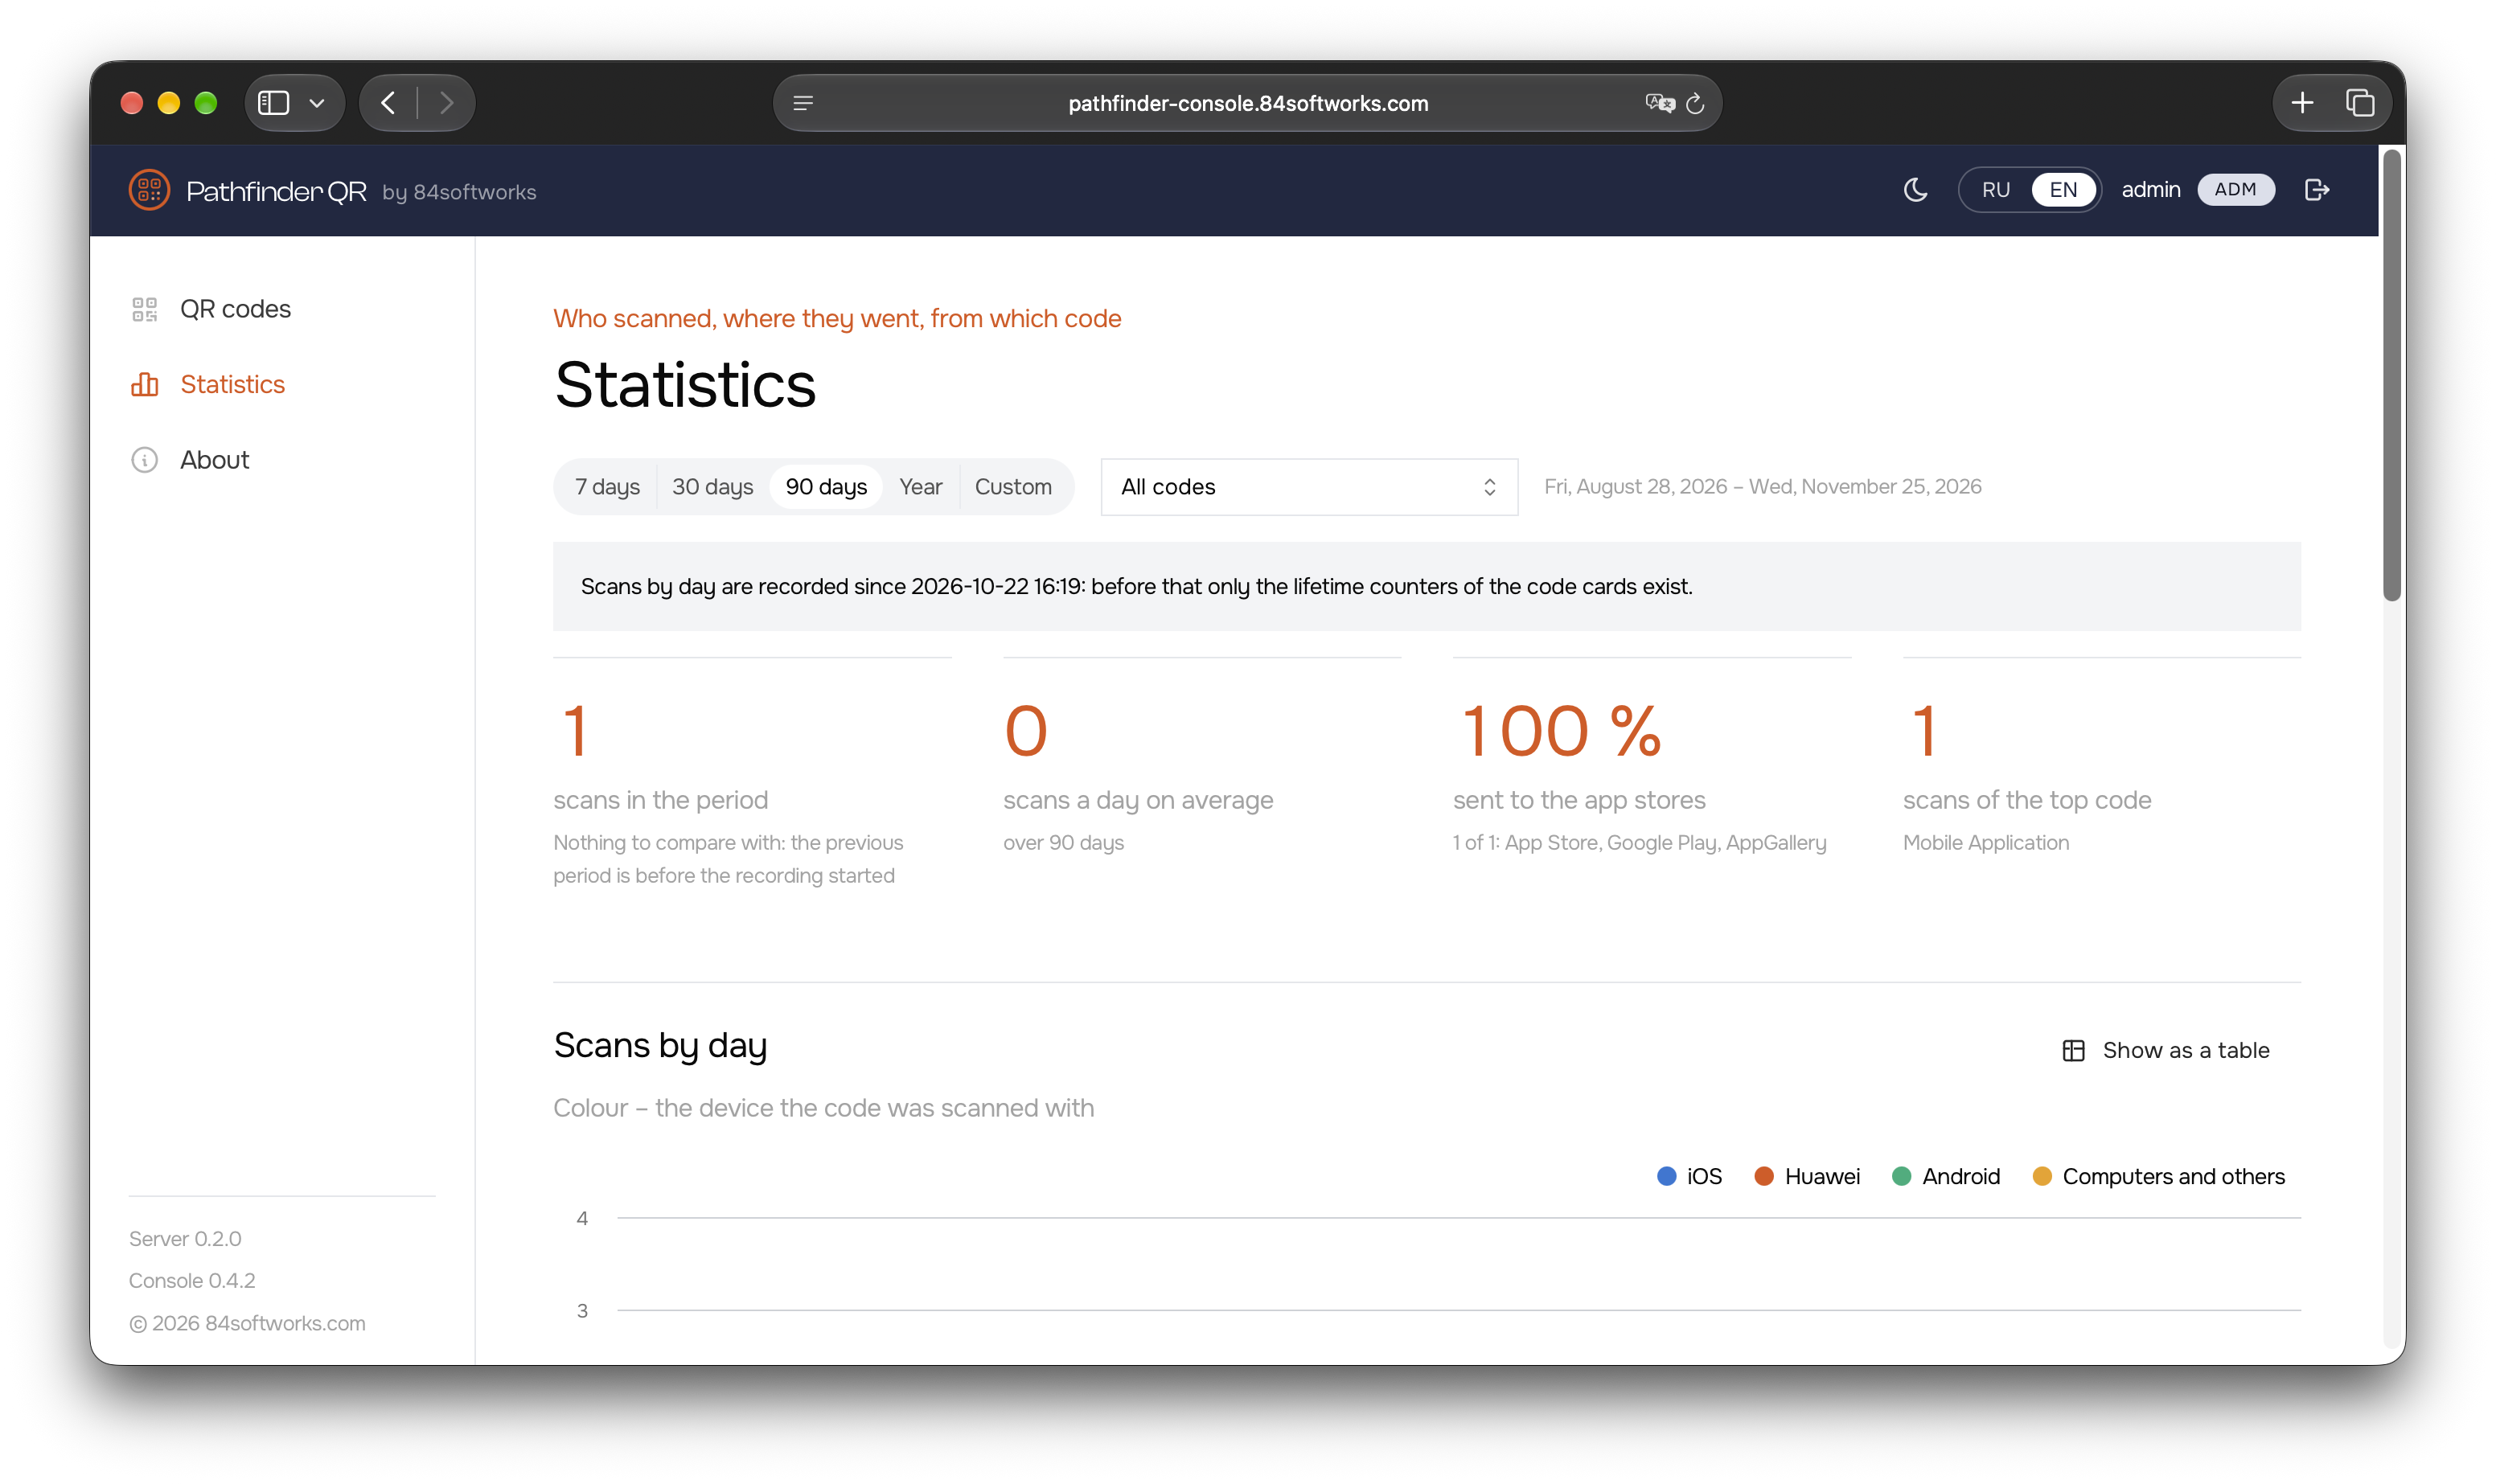 pathfinder-console.84softworks.com
Pathfinder QR by 84softworks
RU EN admin ADM
QR codes
Statistics
About
Who scanned, where they went, from which code
Statistics
7 days 30 days 90 days Year Custom
All codes
Fri, August 28, 2026 – Wed, November 25, 2026
Scans by day are recorded since 2026-10-22 16:19: before that only the lifetime counters of the code cards exist.
1
scans in the period
Nothing to compare with: the previous
period is before the recording started
0
scans a day on average
over 90 days
100 %
sent to the app stores
1 of 1: App Store, Google Play, AppGallery
1
scans of the top code
Mobile Application
Scans by day
Show as a table
Colour – the device the code was scanned with
iOS Huawei Android Computers and others
4
3
Server 0.2.0
Console 0.4.2
© 2026 84softworks.com